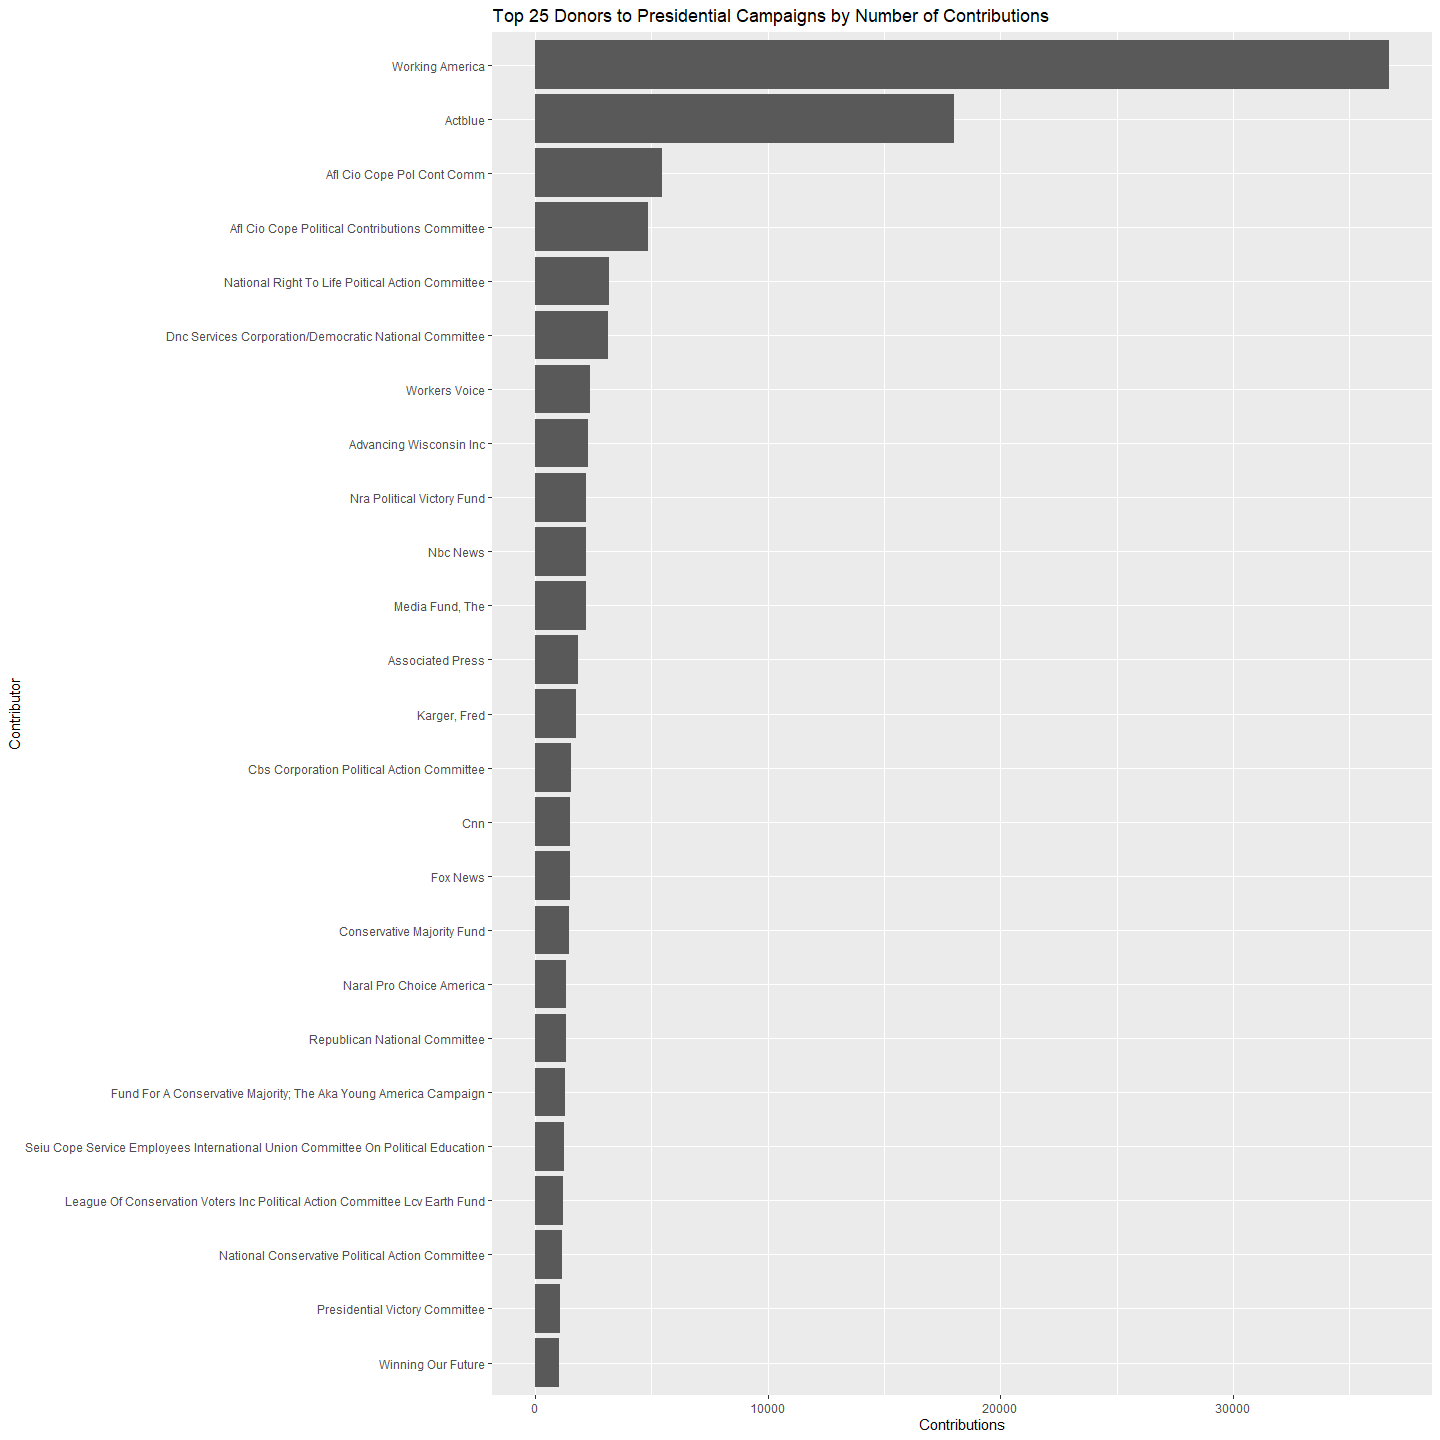 Top 25 Donors to Presidential Campaigns by Number of Contributions
Contributor
Working America
Actblue
Afl Cio Cope Pol Cont Comm
Afl Cio Cope Political Contributions Committee
National Right To Life Poitical Action Committee
Dnc Services Corporation/Democratic National Committee
Workers Voice
Advancing Wisconsin Inc
Nra Political Victory Fund
Nbc News
Media Fund, The
Associated Press
Karger, Fred
Cbs Corporation Political Action Committee
Cnn
Fox News
Conservative Majority Fund
Naral Pro Choice America
Republican National Committee
Fund For A Conservative Majority; The Aka Young America Campaign
Seiu Cope Service Employees International Union Committee On Political Education
League Of Conservation Voters Inc Political Action Committee Lcv Earth Fund
National Conservative Political Action Committee
Presidential Victory Committee
Winning Our Future
0 10000 20000 30000
Contributions